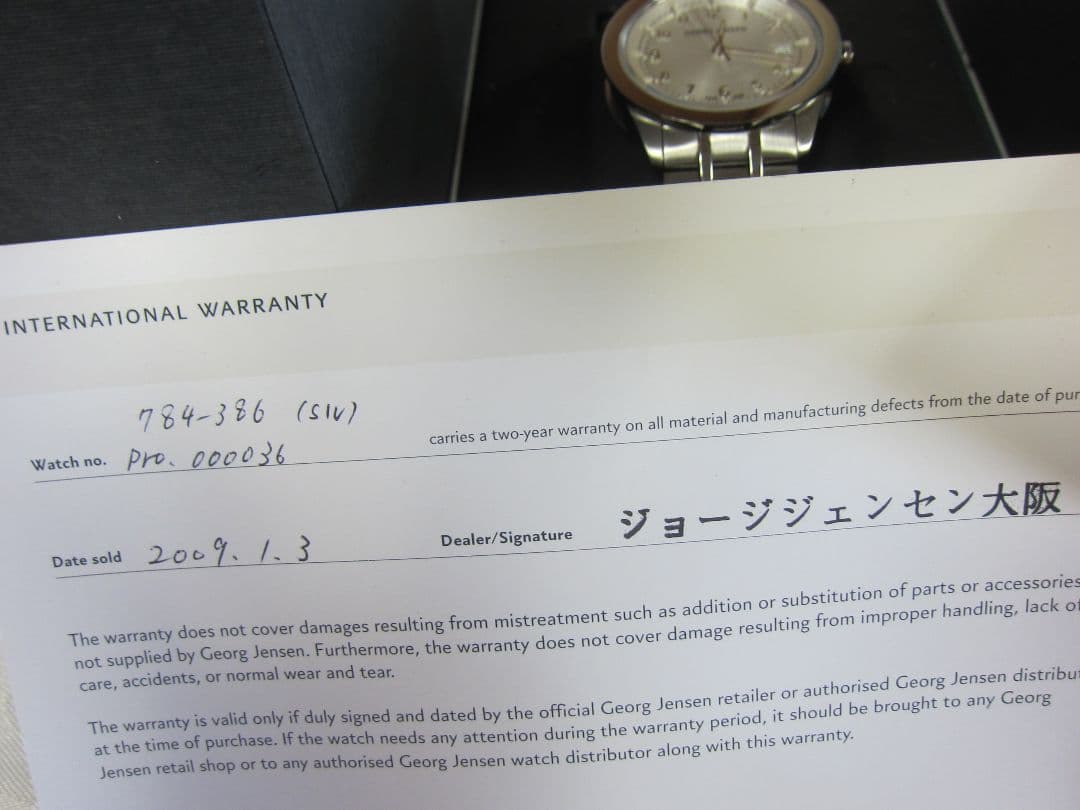 INTERNATIONAL WARRANTY
784-386 (SIV)
Watch no. Pro. 000036 carries a two-year warranty on all material and manufacturing defects from the date of pur
Date sold 2009. 1. 3 Dealer/Signature ジョージジェンセン大阪
The warranty does not cover damages resulting from mistreatment such as addition or substitution of parts or accessories
not supplied by Georg Jensen. Furthermore, the warranty does not cover damage resulting from improper handling, lack of
care, accidents, or normal wear and tear.
The warranty is valid only if duly signed and dated by the official Georg Jensen retailer or authorised Georg Jensen distribu
at the time of purchase. If the watch needs any attention during the warranty period, it should be brought to any Georg
Jensen retail shop or to any authorised Georg Jensen watch distributor along with this warranty.